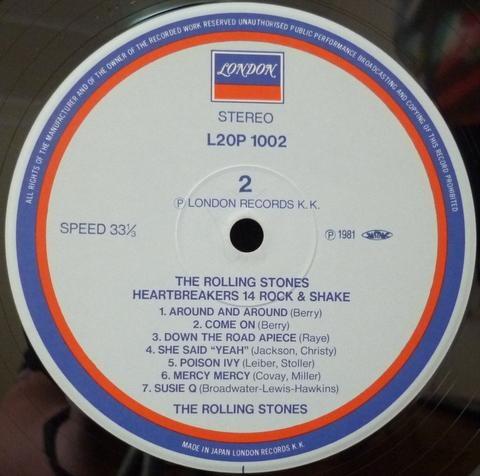 ALL RIGHTS OF THE MANUFACTURER AND OF THE OWNER OF THE RECORDED WORK RESERVED UNAUTHORISED PUBLIC PERFORMANCE BROADCASTING AND COPYING OF THIS RECORD PROHIBITED
LONDON
STEREO
L20P 1002
2
Ⓟ LONDON RECORDS K.K.
SPEED 33⅓
Ⓟ 1981
THE ROLLING STONES
HEARTBREAKERS 14 ROCK & SHAKE
1. AROUND AND AROUND (Berry)
2. COME ON (Berry)
3. DOWN THE ROAD APIECE (Raye)
4. SHE SAID "YEAH" (Jackson, Christy)
5. POISON IVY (Leiber, Stoller)
6. MERCY MERCY (Covay, Miller)
7. SUSIE Q (Broadwater-Lewis-Hawkins)
THE ROLLING STONES
MADE IN JAPAN LONDON RECORDS K.K.